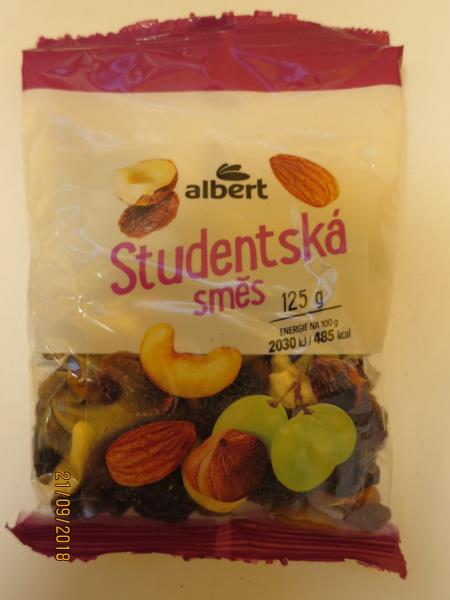 albert
Studentská
směs
125 g
ENERGIE NA 100 g
2030 kJ / 485 kcal
21/09/2018